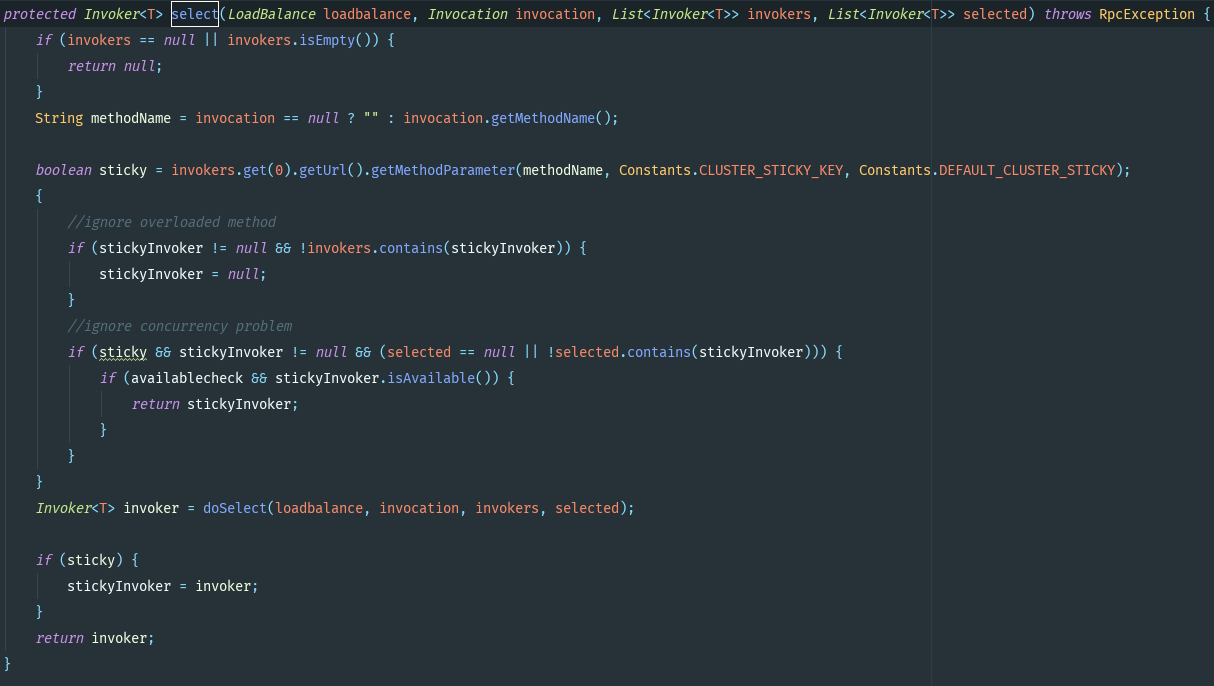 protected Invoker<T> select(LoadBalance loadbalance, Invocation invocation, List<Invoker<T>> invokers, List<Invoker<T>> selected) throws RpcException {
    if (invokers == null || invokers.isEmpty()) {
        return null;
    }
    String methodName = invocation == null ? "" : invocation.getMethodName();

    boolean sticky = invokers.get(0).getUrl().getMethodParameter(methodName, Constants.CLUSTER_STICKY_KEY, Constants.DEFAULT_CLUSTER_STICKY);
    {
        //ignore overloaded method
        if (stickyInvoker != null && !invokers.contains(stickyInvoker)) {
            stickyInvoker = null;
        }
        //ignore concurrency problem
        if (sticky && stickyInvoker != null && (selected == null || !selected.contains(stickyInvoker))) {
            if (availablecheck && stickyInvoker.isAvailable()) {
                return stickyInvoker;
            }
        }
    }
    Invoker<T> invoker = doSelect(loadbalance, invocation, invokers, selected);

    if (sticky) {
        stickyInvoker = invoker;
    }
    return invoker;
}